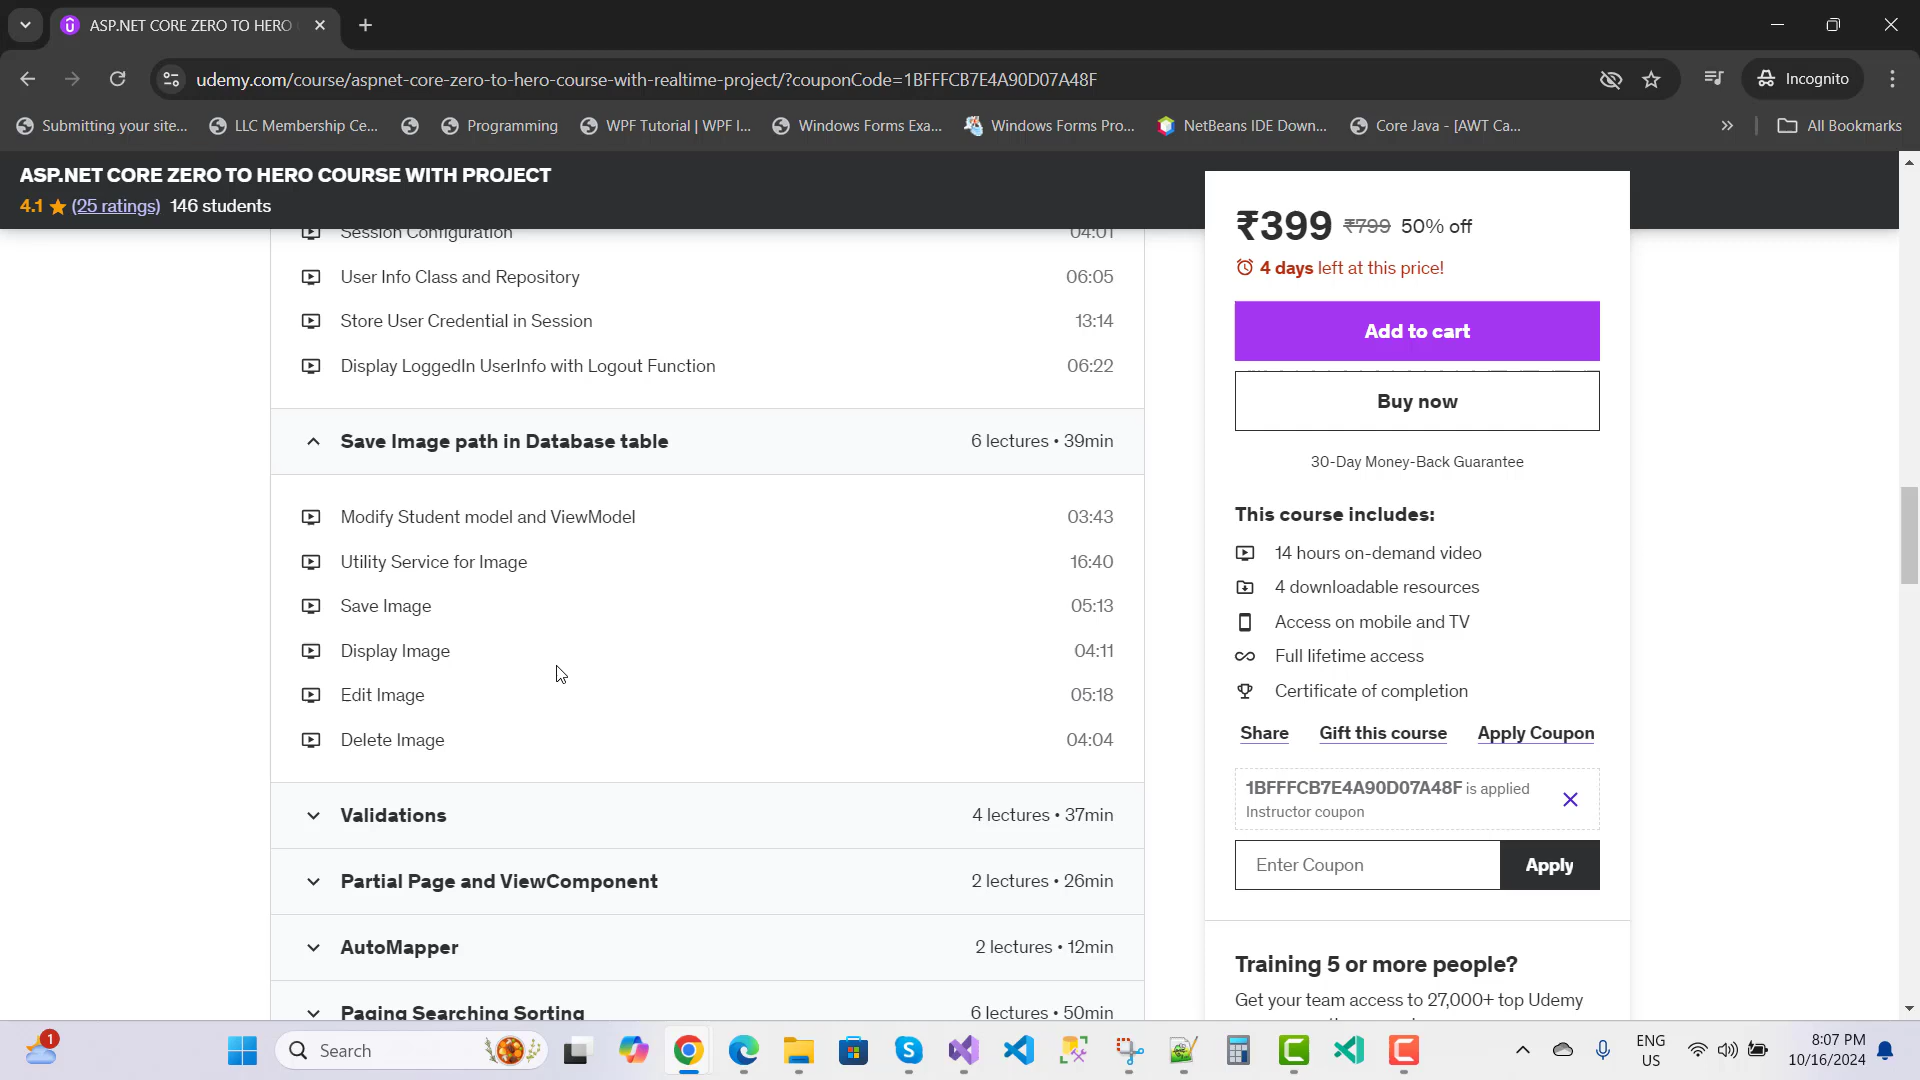 ASP.NET CORE ZERO TO HERO
udemy.com/course/aspnet-core-zero-to-hero-course-with-realtime-project/?couponCode=1BFFFCB7E4A90D07A48F
Incognito
Submitting your site...
LLC Membership Ce...
Programming
WPF Tutorial | WPF I...
Windows Forms Exa...
Windows Forms Pro...
NetBeans IDE Down...
Core Java - [AWT Ca...
All Bookmarks
ASP.NET CORE ZERO TO HERO COURSE WITH PROJECT
4.1 (25 ratings) 146 students
Session Configuration 04:01
User Info Class and Repository 06:05
Store User Credential in Session 13:14
Display LoggedIn UserInfo with Logout Function 06:22
Save Image path in Database table 6 lectures • 39min
Modify Student model and ViewModel 03:43
Utility Service for Image 16:40
Save Image 05:13
Display Image 04:11
Edit Image 05:18
Delete Image 04:04
Validations 4 lectures • 37min
Partial Page and ViewComponent 2 lectures • 26min
AutoMapper 2 lectures • 12min
Paging Searching Sorting 6 lectures • 50min
₹399 ₹799 50% off
4 days left at this price!
Add to cart
Buy now
30-Day Money-Back Guarantee
This course includes:
14 hours on-demand video
4 downloadable resources
Access on mobile and TV
Full lifetime access
Certificate of completion
Share Gift this course Apply Coupon
1BFFFCB7E4A90D07A48F is applied
Instructor coupon
Enter Coupon Apply
Training 5 or more people?
Get your team access to 27,000+ top Udemy
1
Search
ENG
US
8:07 PM
10/16/2024